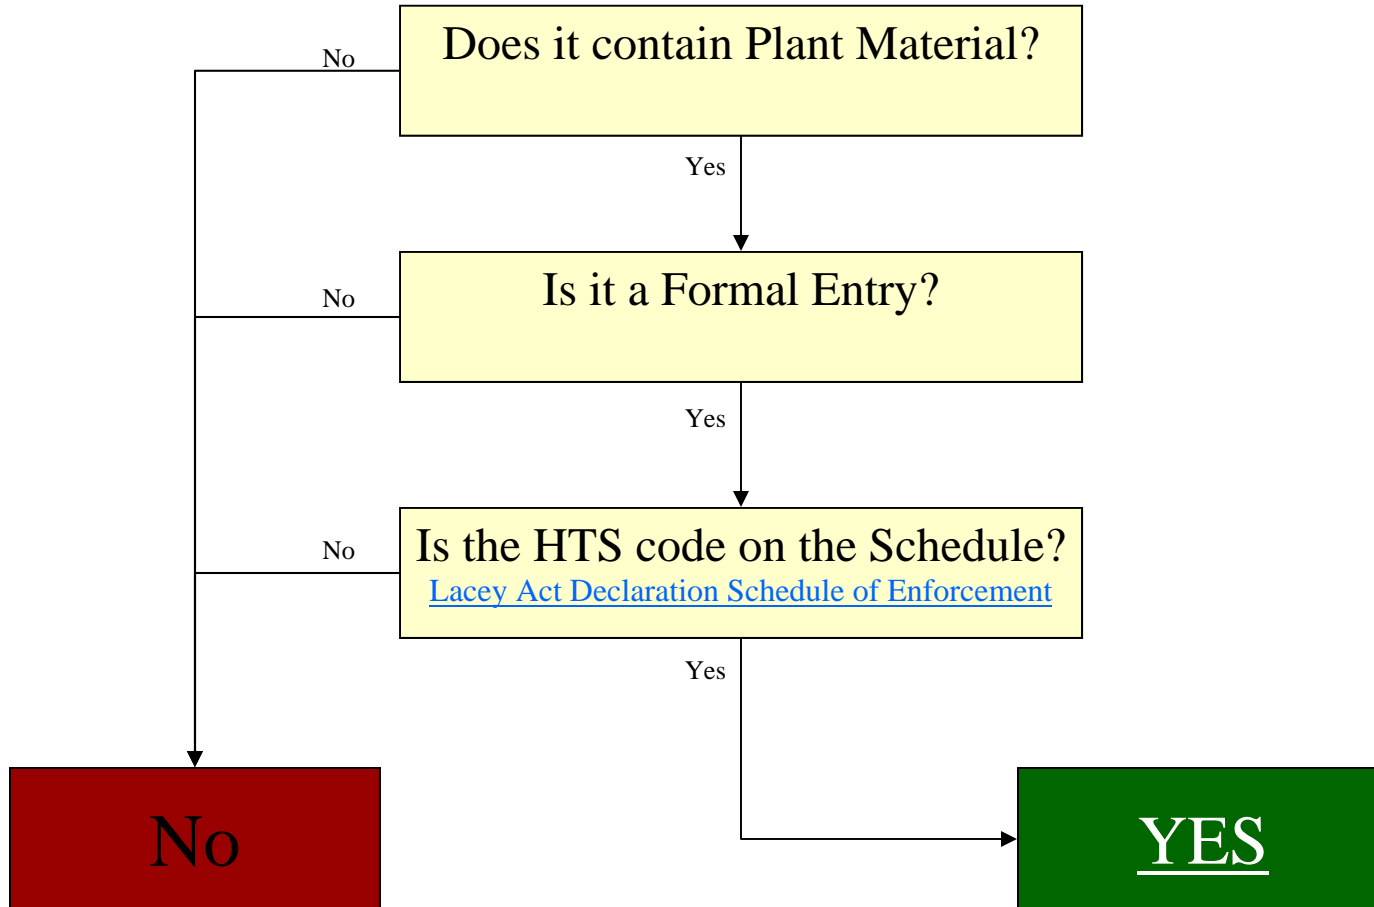 Does it contain Plant Material?
No
Yes
Is it a Formal Entry?
No
Yes
Is the HTS code on the Schedule?
Lacey Act Declaration Schedule of Enforcement
No
Yes
No
YES